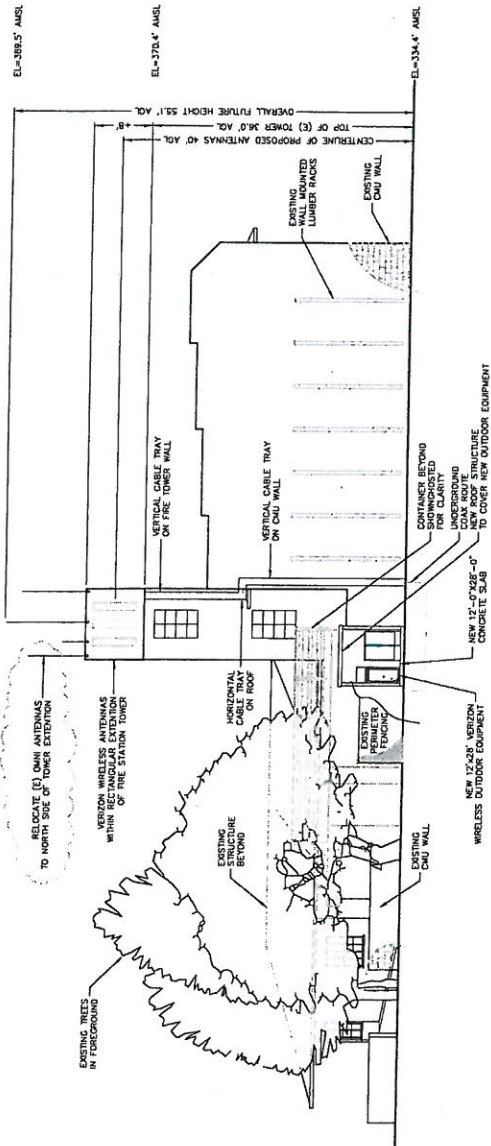 EL=389.5' AMSL
EL=370.4' AMSL
EL=334.4' AMSL
OVERALL FUTURE HEIGHT 55.1' AGL
TOP OF (E) TOWER 36.0' AGL
+8'
CENTERLINE OF PROPOSED ANTENNAS 40' AGL
RELOCATE (E) OMNI ANTENNAS
TO NORTH SIDE OF TOWER EXTENTION
VERIZON WIRELESS ANTENNAS
WITHIN RECTANGULAR EXTENTION
OF FIRE STATION TOWER
EXISTING TREES
IN FOREGROUND
VERTICAL CABLE TRAY
ON FIRE TOWER WALL
HORIZONTAL
CABLE TRAY
ON ROOF
VERTICAL CABLE TRAY
ON CMU WALL
EXISTING
WALL MOUNTED
LUMBER RACKS
EXISTING
CMU WALL
EXISTING
STRUCTURE
BEYOND
EXISTING
PERIMETER
FENCING
CONTAINER BEYOND
SHOWNGHOSTED
FOR CLARITY
UNDERGROUND
COAX ROUTE
NEW ROOF STRUCTURE
TO COVER NEW OUTDOOR EQUIPMENT
EXISTING
CMU WALL
NEW 12'x28' VERIZON
WIRELESS OUTDOOR EQUIPMENT
NEW 12'-0"X28'-0"
CONCRETE SLAB